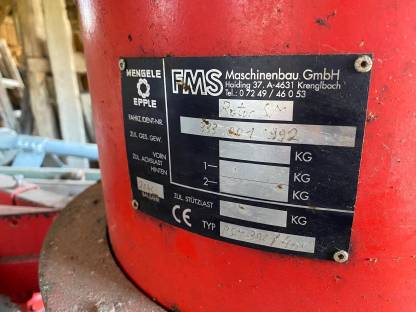 MENGELE
EPPLE
FMS Maschinenbau GmbH
Haiding 37, A-4631 Krenglbach
Tel.: 0 72 49 / 46 0 53
FAHRZ.IDENT-NR.
ZUL. GES. GEW. KG
VORN 1 KG
ZUL. ACHSLAST
HINTEN 2 KG
ZUL. STÜTZLAST KG
CE TYP